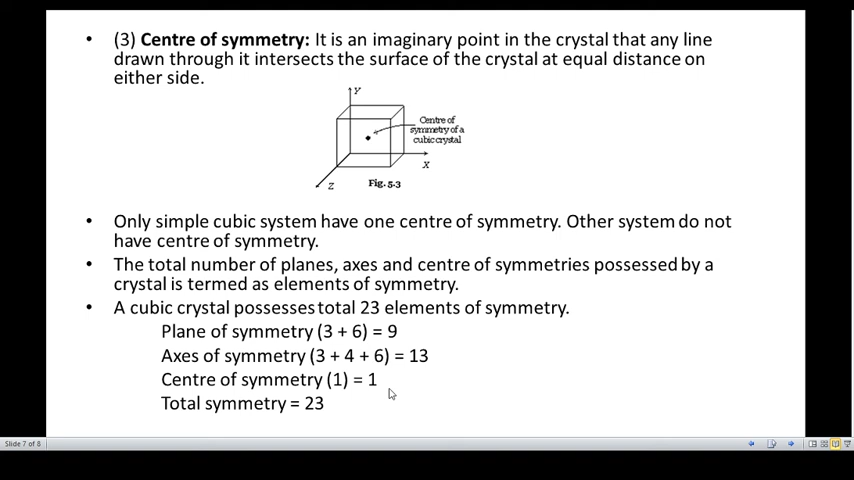 • (3) Centre of symmetry: It is an imaginary point in the crystal that any line
drawn through it intersects the surface of the crystal at equal distance on
either side.
Y
Centre of
symmetry of a
cubic crystal
X
Z
Fig. 5·3
• Only simple cubic system have one centre of symmetry. Other system do not
have centre of symmetry.
• The total number of planes, axes and centre of symmetries possessed by a
crystal is termed as elements of symmetry.
• A cubic crystal possesses total 23 elements of symmetry.
Plane of symmetry (3 + 6) = 9
Axes of symmetry (3 + 4 + 6) = 13
Centre of symmetry (1) = 1
Total symmetry = 23
Slide 7 of 8